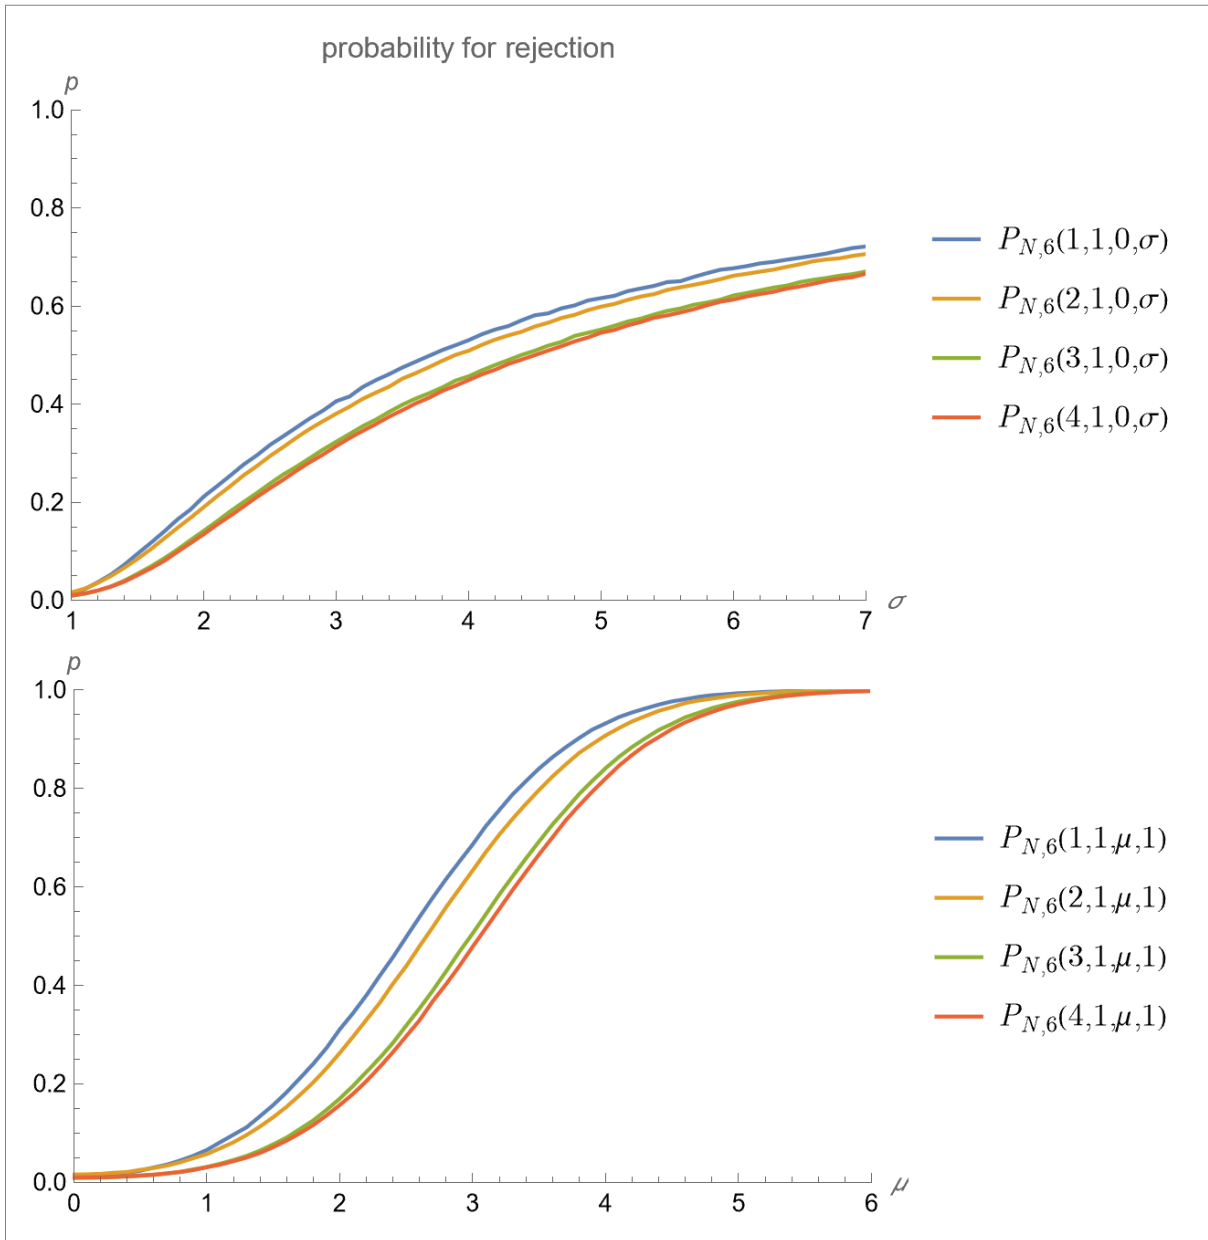 probability for rejection
p
1.0
0.8
0.6
0.4
0.2
0.0
1 2 3 4 5 6 7 σ
P_{N,6}(1,1,0,σ)
P_{N,6}(2,1,0,σ)
P_{N,6}(3,1,0,σ)
P_{N,6}(4,1,0,σ)
p
1.0
0.8
0.6
0.4
0.2
0.0
0 1 2 3 4 5 6 μ
P_{N,6}(1,1,μ,1)
P_{N,6}(2,1,μ,1)
P_{N,6}(3,1,μ,1)
P_{N,6}(4,1,μ,1)